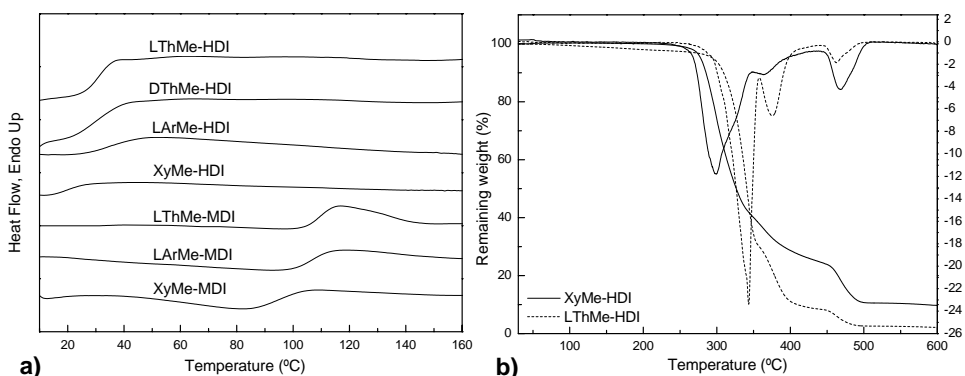 Heat Flow, Endo Up
LThMe-HDI
DThMe-HDI
LArMe-HDI
XyMe-HDI
LThMe-MDI
LArMe-MDI
XyMe-MDI
20 40 60 80 100 120 140 160
Temperature (ºC)
a)
Remaining weight (%)
100
80
60
40
20
10
0
XyMe-HDI
LThMe-HDI
100 200 300 400 500 600
Temperature (ºC)
2
0
-2
-4
-6
-8
-10
-12
-14
-16
-18
-20
-22
-24
-26
b)